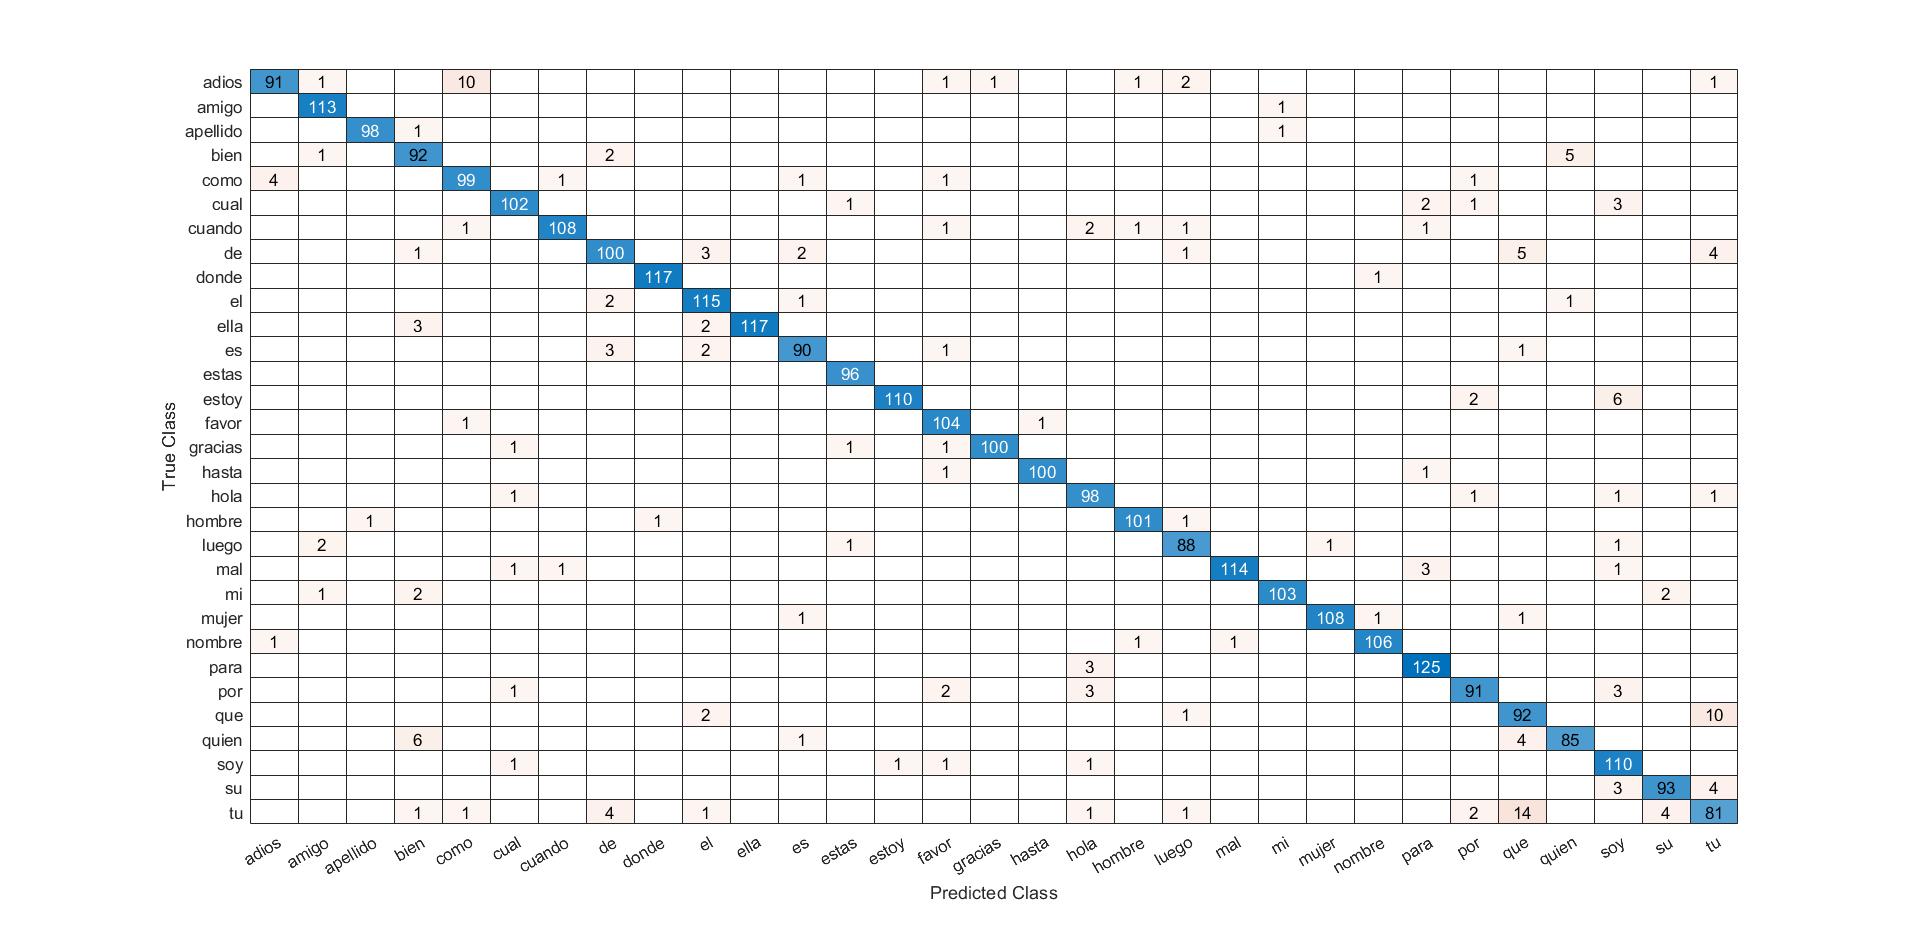 adios 91 1 10 1 1 1 2 1
amigo 113 1
apellido 98 1 1
bien 1 92 2 5
como 4 99 1 1 1 1
cual 102 1 2 1 3
cuando 1 108 1 2 1 1 1
de 1 100 3 2 1 5 4
donde 117 1
el 2 115 1 1
ella 3 2 117
es 3 2 90 1 1
estas 96
estoy 110 2 6
favor 1 104 1
gracias 1 1 1 100
hasta 1 100 1
hola 1 98 1 1 1
hombre 1 1 101 1
luego 2 1 88 1 1
mal 1 1 114 3 1
mi 1 2 103 2
mujer 1 108 1 1
nombre 1 1 1 106
para 3 125
por 1 2 3 91 3
que 2 1 92 10
quien 6 1 4 85
soy 1 1 1 1 110
su 3 93 4
tu 1 1 4 1 1 1 2 14 4 81
True Class
adios amigo apellido bien como cual cuando de donde el ella es estas estoy favor gracias hasta hola hombre luego mal mi mujer nombre para por que quien soy su tu
Predicted Class